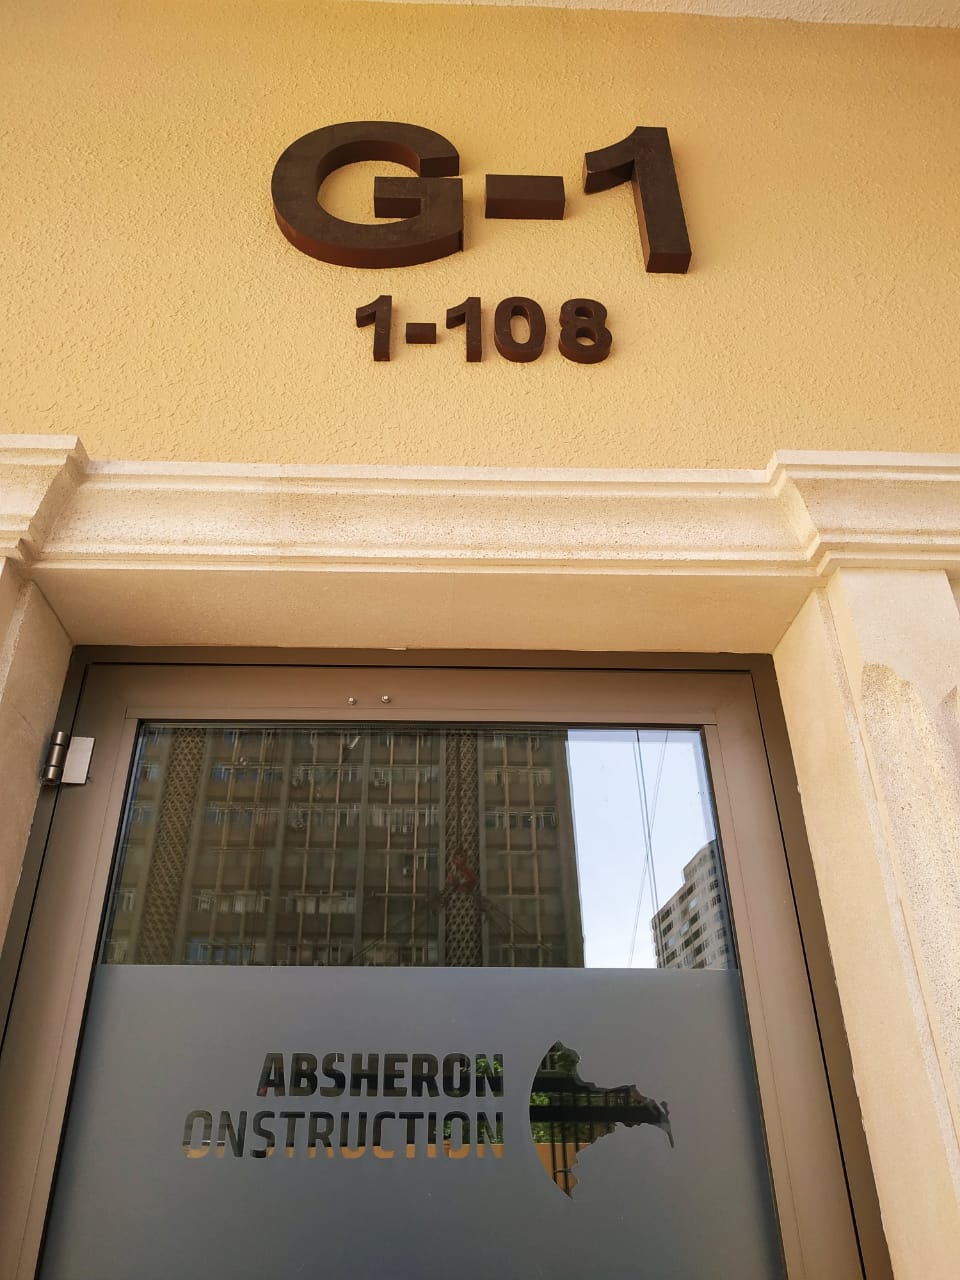 G-1
1-108
ABSHERON
ONSTRUCTION